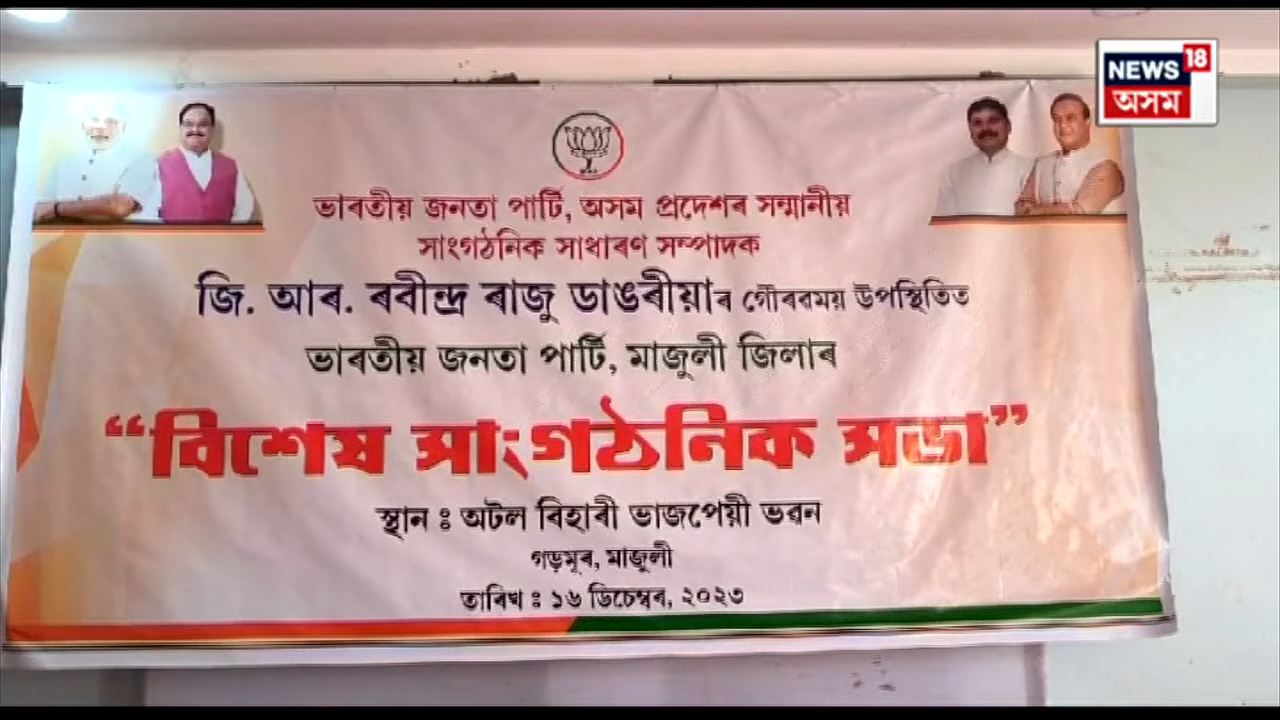 NEWS 18
অসম
ভাৰতীয় জনতা পাৰ্টি, অসম প্ৰদেশৰ সন্মানীয়
সাংগঠনিক সাধাৰণ সম্পাদক
জি. আৰ. ৰবীন্দ্ৰ ৰাজু ডাঙৰীয়াৰ গৌৰৱময় উপস্থিতিত
ভাৰতীয় জনতা পাৰ্টি, মাজুলী জিলাৰ
“বিশেষ সাংগঠনিক সভা”
স্থান ঃ অটল বিহাৰী ভাজপেয়ী ভৱন
গড়মূৰ, মাজুলী
তাৰিখ ঃ ১৬ ডিচেম্বৰ, ২০২৩